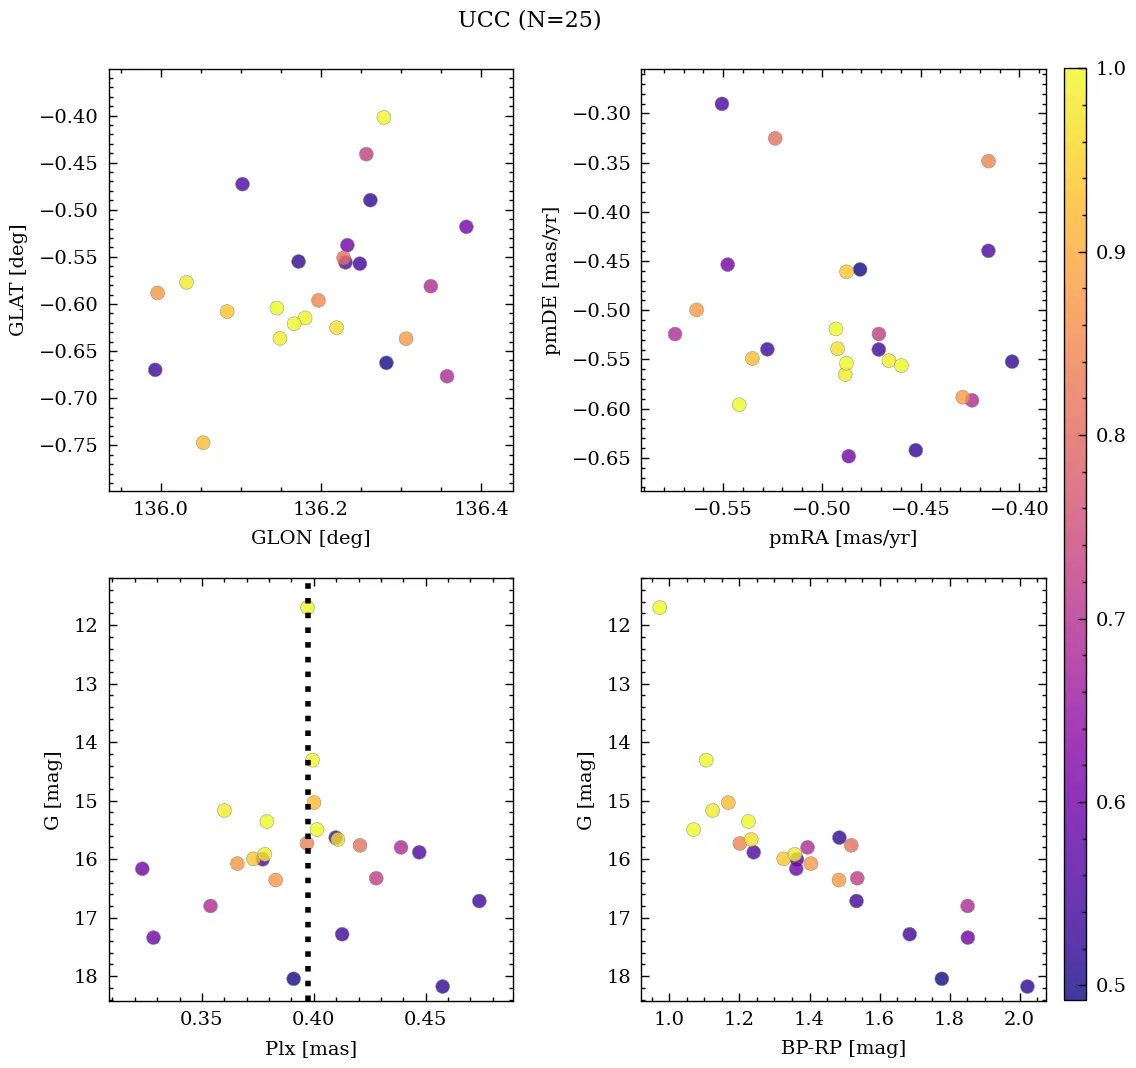 UCC (N=25)
−0.40
−0.45
−0.50
−0.55
−0.60
−0.65
−0.70
−0.75
GLAT [deg]
136.0 136.2 136.4
GLON [deg]
−0.30
−0.35
−0.40
−0.45
−0.50
−0.55
−0.60
−0.65
pmDE [mas/yr]
−0.55 −0.50 −0.45 −0.40
pmRA [mas/yr]
12
13
14
15
16
17
18
G [mag]
0.35 0.40 0.45
Plx [mas]
12
13
14
15
16
17
18
G [mag]
1.0 1.2 1.4 1.6 1.8 2.0
BP-RP [mag]
1.0
0.9
0.8
0.7
0.6
0.5